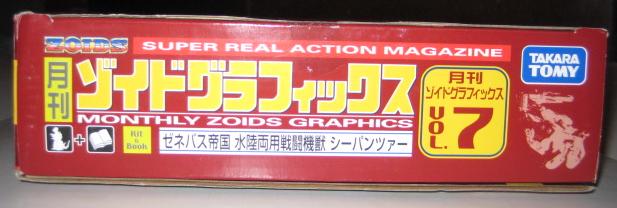 ZOIDS
SUPER REAL ACTION MAGAZINE
月刊
ゾイドグラフィックス
MONTHLY ZOIDS GRAPHICS
+
Kit & Book
ゼネバス帝国 水陸両用戦闘機獣 シーパンツァー
月刊
ゾイドグラフィックス
VOL.7
TAKARA
TOMY